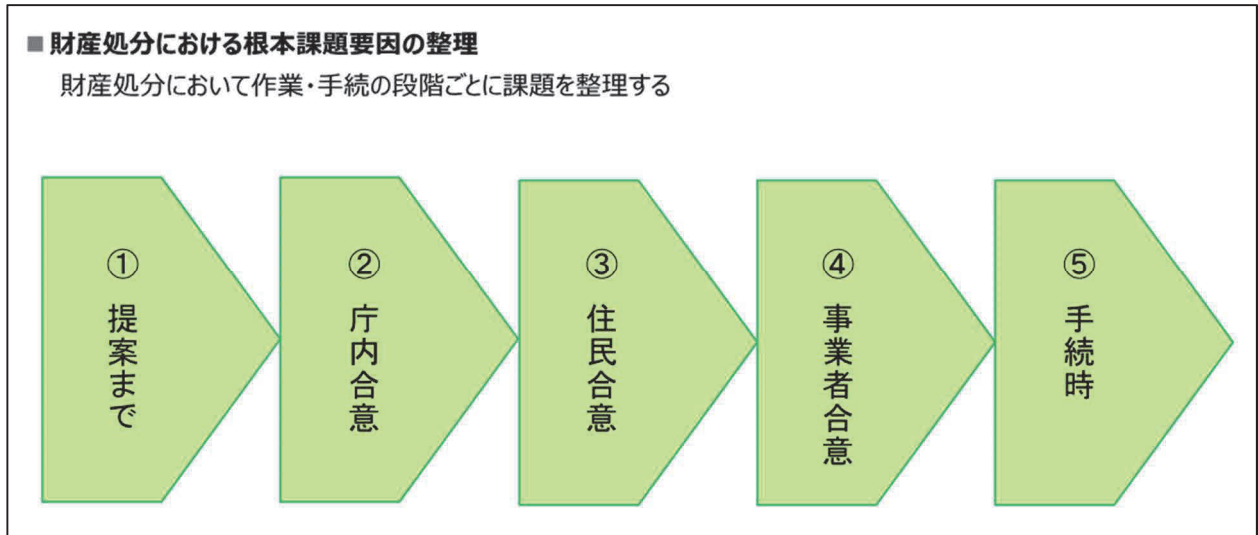 ■ 財産処分における根本課題要因の整理
財産処分において作業・手続の段階ごとに課題を整理する
①
提案まで
②
庁内合意
③
住民合意
④
事業者合意
⑤
手続時